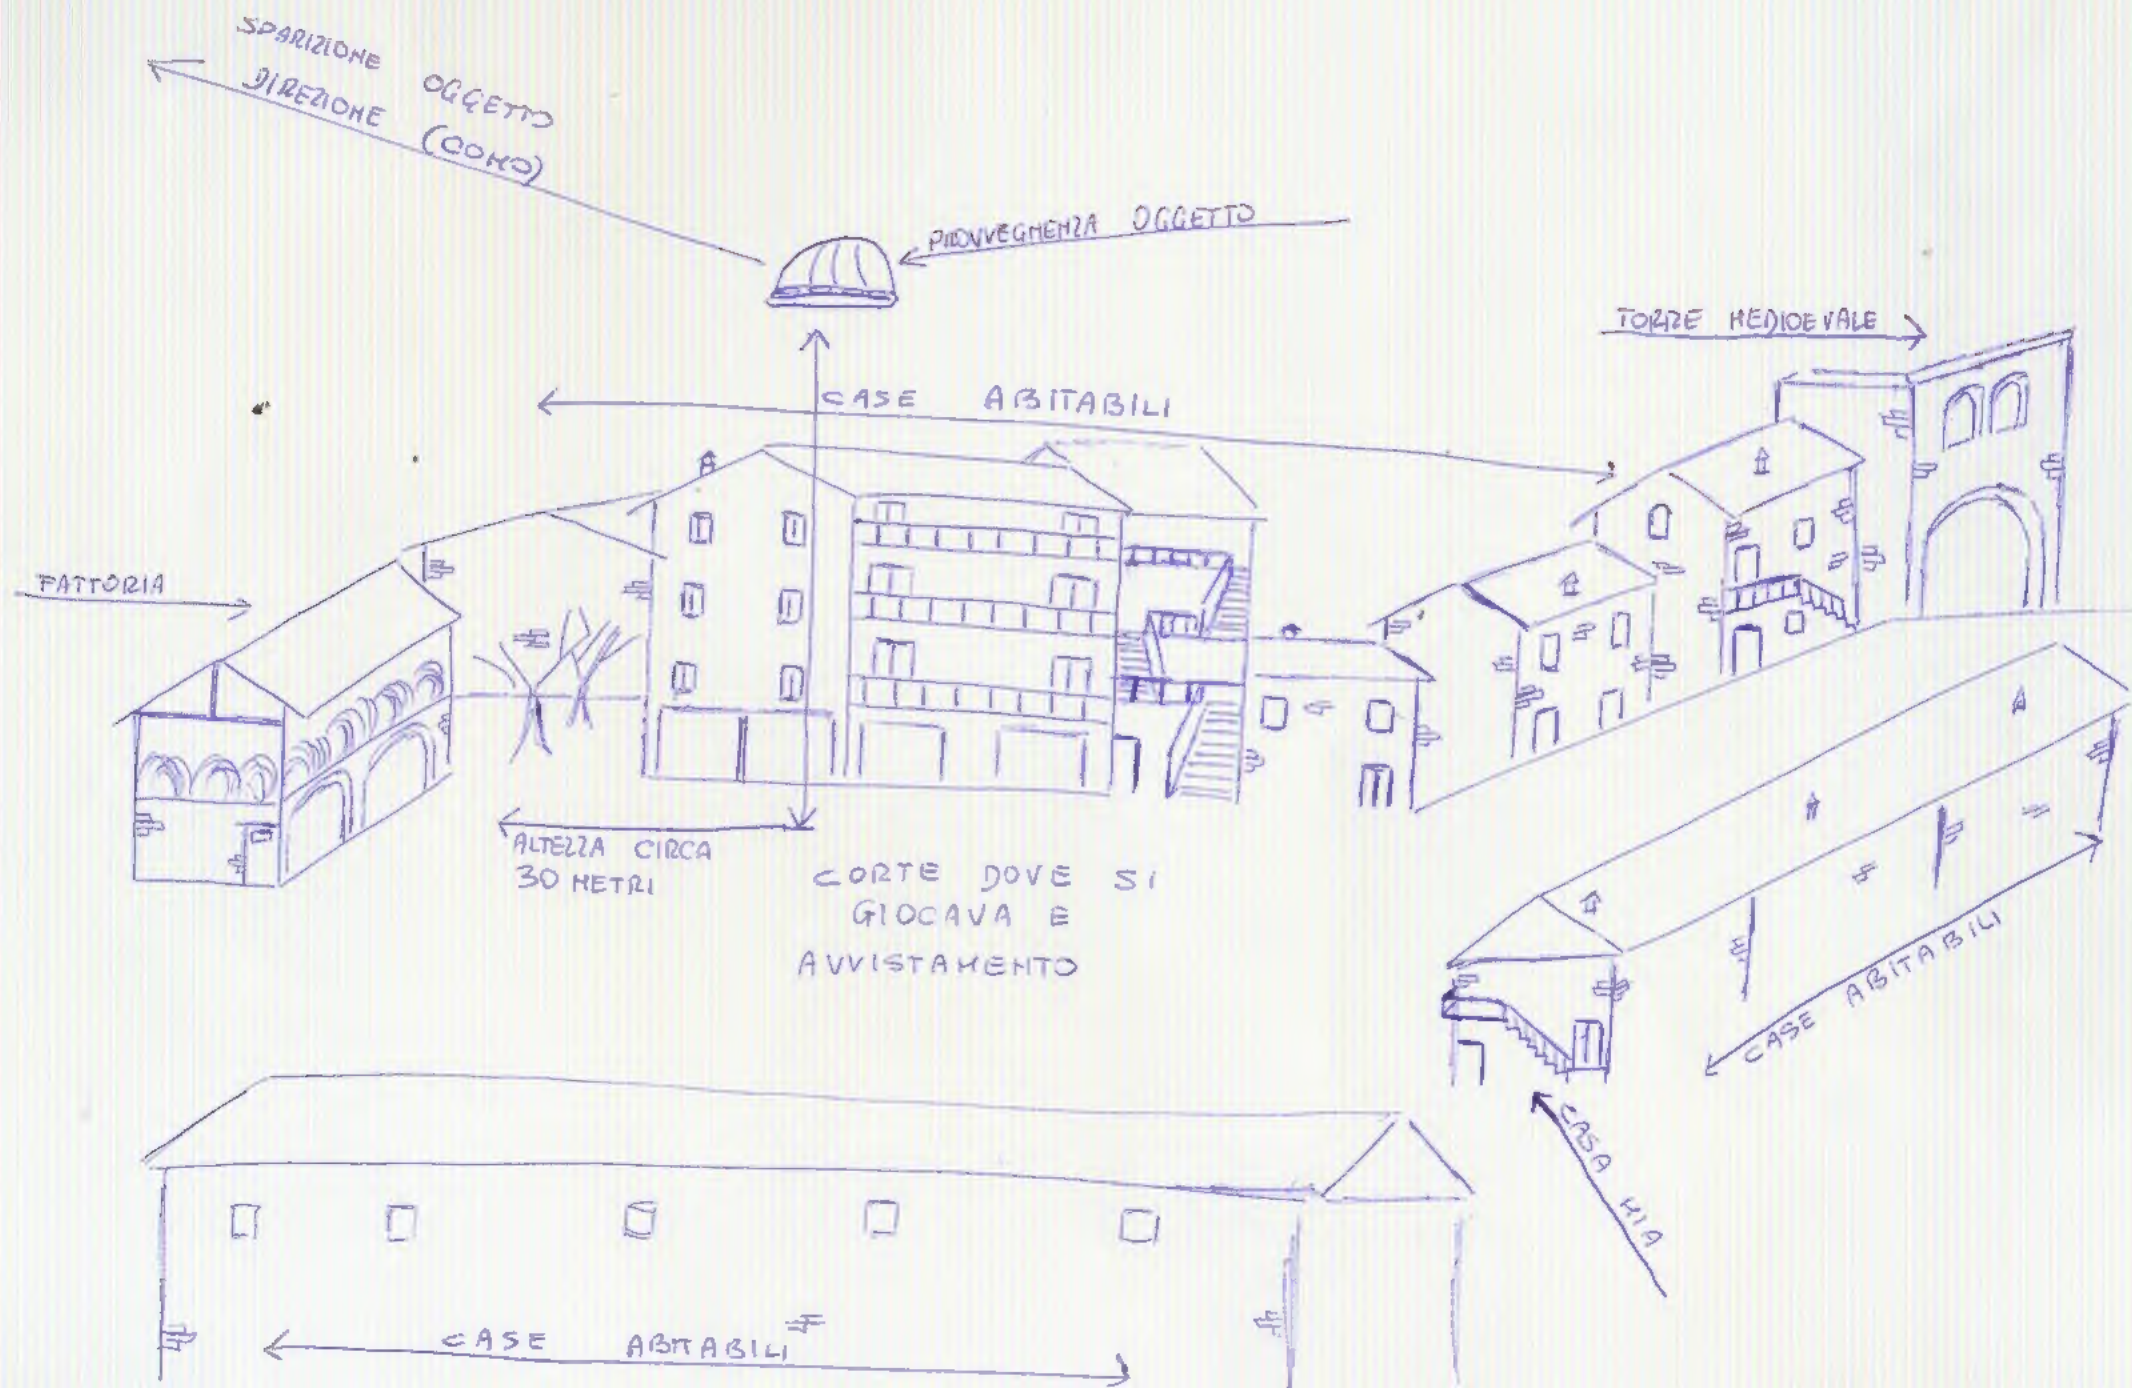 SPARIZIONE OGGETTO
DIREZIONE (COMO)
PROVVEGNENZA OGGETTO
TORRE MEDIOEVALE
CASE ABITABILI
FATTORIA
ALTEZZA CIRCA
30 METRI
CORTE DOVE SI
GIOCAVA E
AVVISTAMENTO
CASE ABITABILI
CASA MIA
CASE ABITABILI